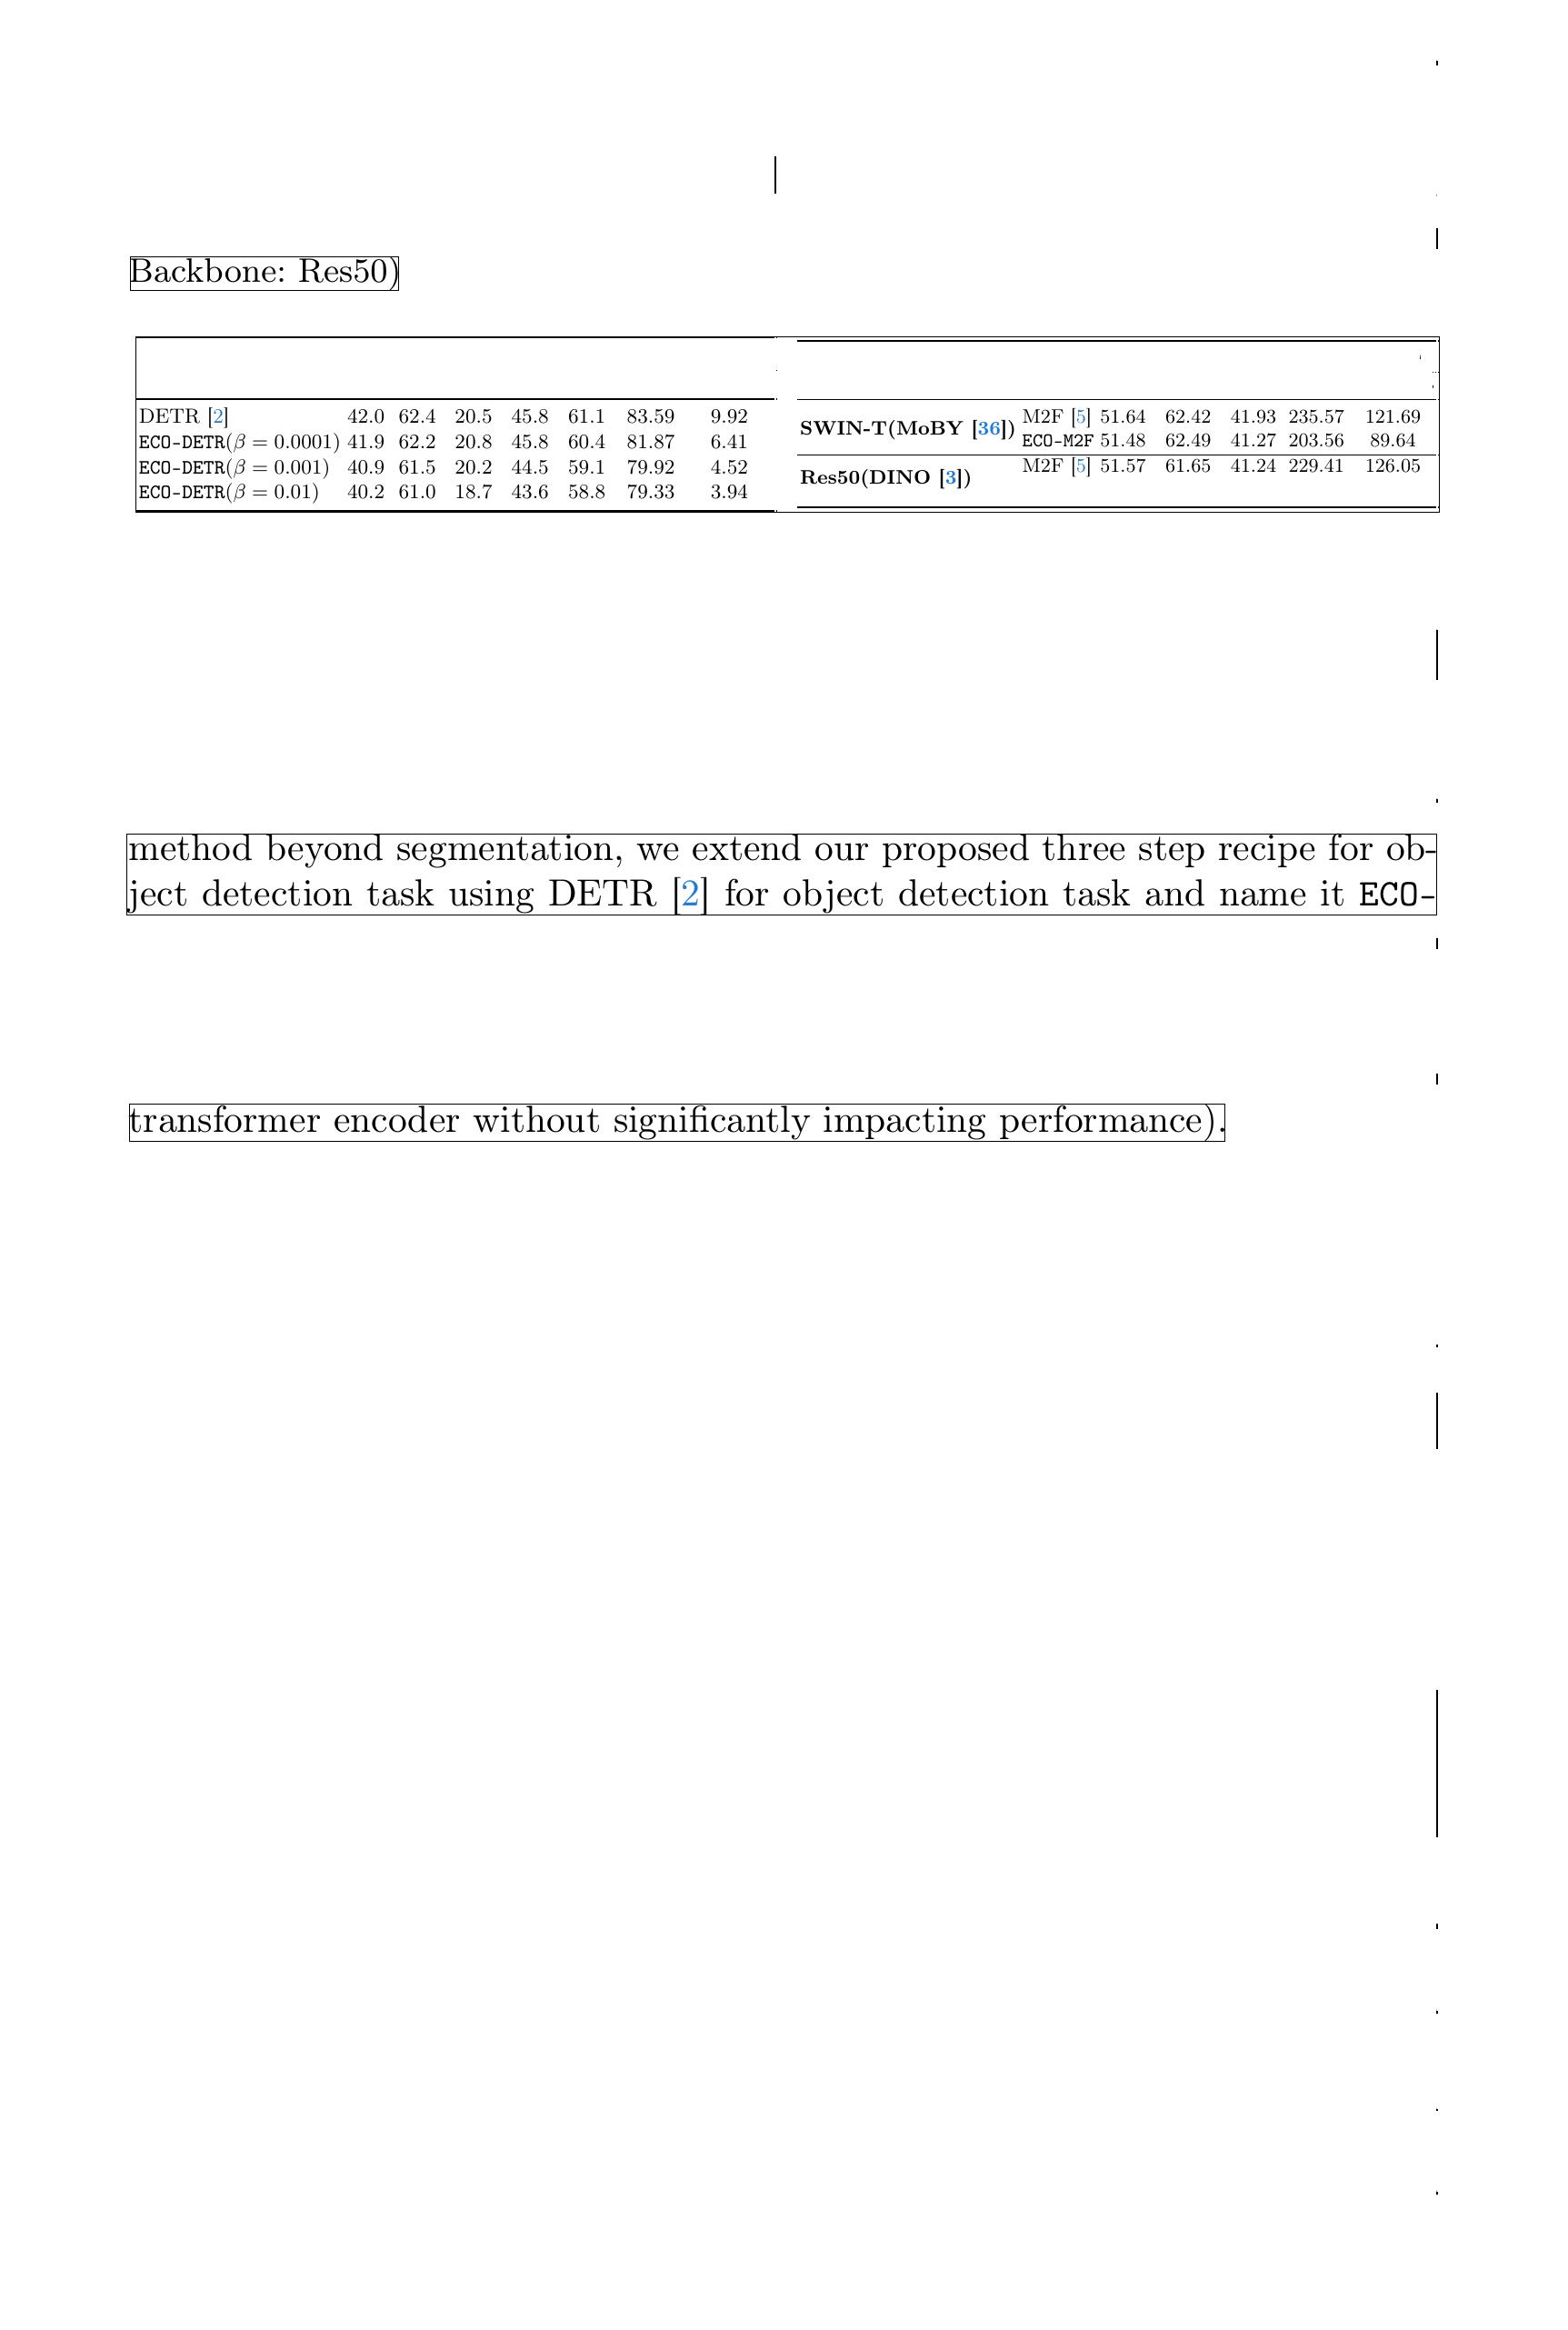 Backbone: Res50)
DETR [2] 42.0 62.4 20.5 45.8 61.1 83.59 9.92
ECO-DETR(β = 0.0001) 41.9 62.2 20.8 45.8 60.4 81.87 6.41
ECO-DETR(β = 0.001) 40.9 61.5 20.2 44.5 59.1 79.92 4.52
ECO-DETR(β = 0.01) 40.2 61.0 18.7 43.6 58.8 79.33 3.94
SWIN-T(MoBY [36]) M2F [5] 51.64 62.42 41.93 235.57 121.69
ECO-M2F 51.48 62.49 41.27 203.56 89.64
Res50(DINO [3]) M2F [5] 51.57 61.65 41.24 229.41 126.05
method beyond segmentation, we extend our proposed three step recipe for ob-
ject detection task using DETR [2] for object detection task and name it ECO-
transformer encoder without significantly impacting performance).